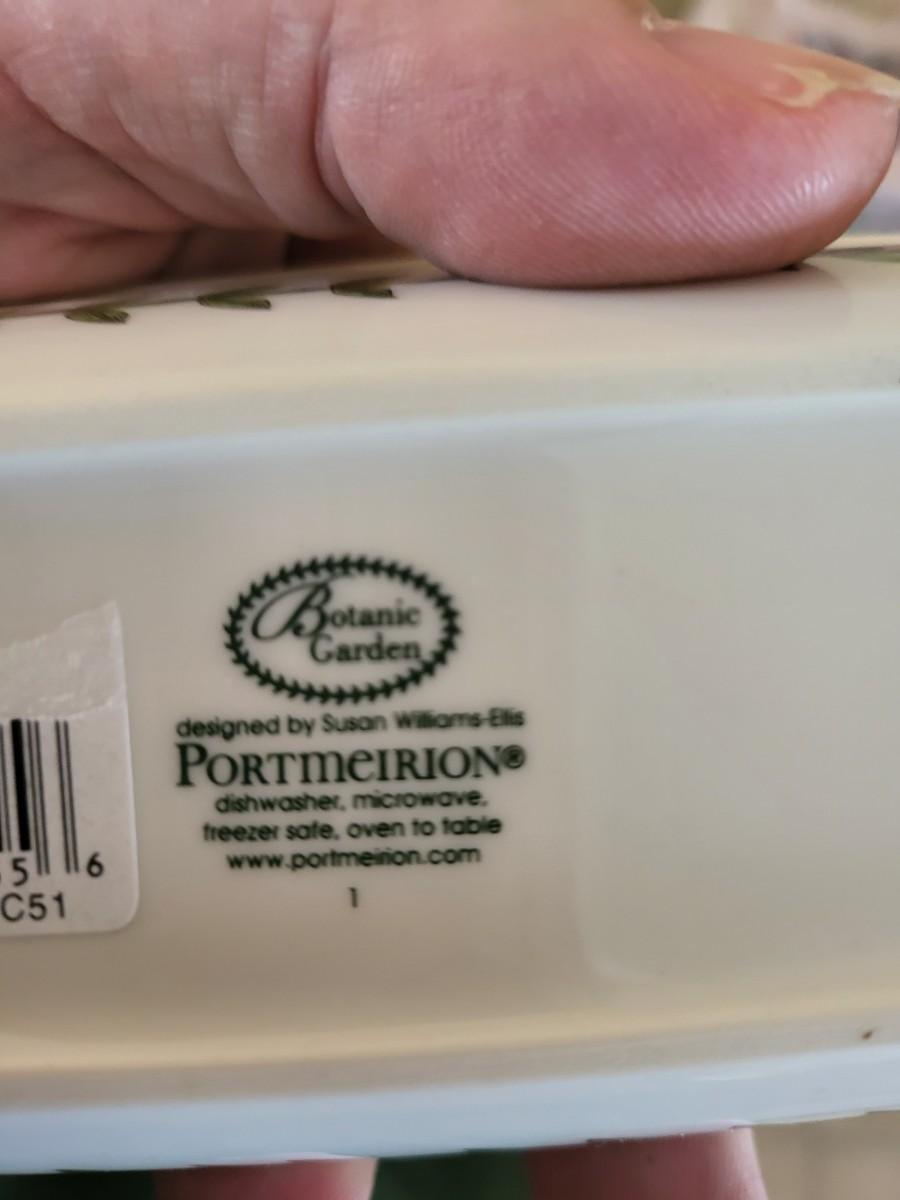 Botanic
Garden
designed by Susan Williams-Ellis
PORTMEIRION®
dishwasher, microwave,
freezer safe, oven to table
www.portmeirion.com
1
5 6
C51